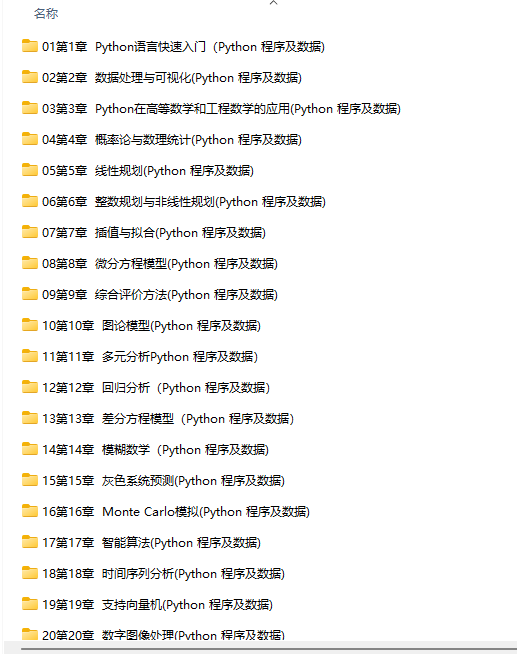 名称
01第1章  Python语言快速入门（Python 程序及数据)
02第2章  数据处理与可视化(Python 程序及数据)
03第3章  Python在高等数学和工程数学的应用(Python 程序及数据)
04第4章  概率论与数理统计(Python 程序及数据)
05第5章  线性规划(Python 程序及数据)
06第6章  整数规划与非线性规划(Python 程序及数据)
07第7章  插值与拟合(Python 程序及数据)
08第8章  微分方程模型(Python 程序及数据)
09第9章  综合评价方法(Python 程序及数据)
10第10章  图论模型(Python 程序及数据)
11第11章  多元分析Python 程序及数据）
12第12章  回归分析（Python 程序及数据）
13第13章  差分方程模型（Python 程序及数据）
14第14章  模糊数学（Python 程序及数据)
15第15章  灰色系统预测(Python 程序及数据)
16第16章  Monte Carlo模拟(Python 程序及数据)
17第17章  智能算法(Python 程序及数据)
18第18章  时间序列分析(Python 程序及数据)
19第19章  支持向量机(Python 程序及数据)
20第20章  数字图像处理(Python 程序及数据)